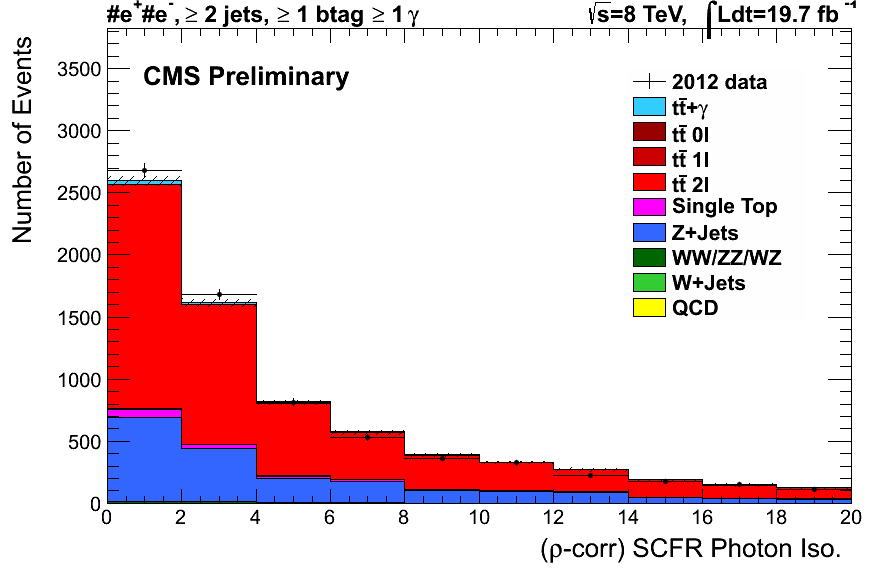 #e⁺#e⁻, ≥ 2 jets, ≥ 1 btag ≥ 1 γ
√s=8 TeV, ∫Ldt=19.7 fb⁻¹
CMS Preliminary
2012 data
tt̄+γ
tt̄ 0l
tt̄ 1l
tt̄ 2l
Single Top
Z+Jets
WW/ZZ/WZ
W+Jets
QCD
Number of Events
3500
3000
2500
2000
1500
1000
500
0
0 2 4 6 8 10 12 14 16 18 20
(ρ-corr) SCFR Photon Iso.